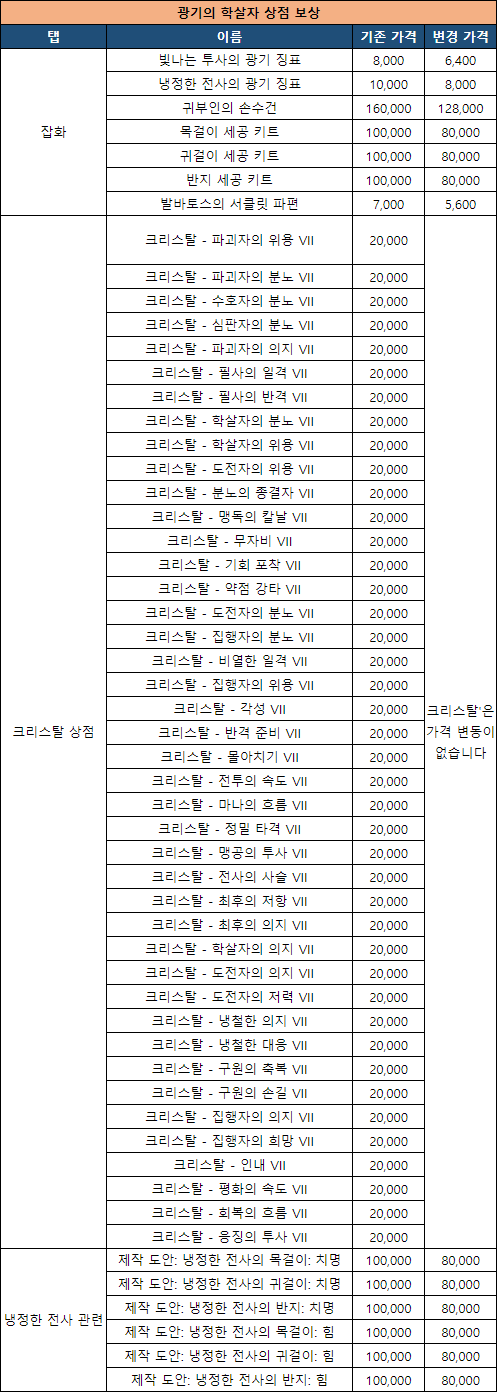 광기의 학살자 상점 보상
탭 이름 기존 가격 변경 가격
잡화
빛나는 투사의 광기 징표 8,000 6,400
냉정한 전사의 광기 징표 10,000 8,000
귀부인의 손수건 160,000 128,000
목걸이 세공 키트 100,000 80,000
귀걸이 세공 키트 100,000 80,000
반지 세공 키트 100,000 80,000
발바토스의 서클릿 파편 7,000 5,600
크리스탈 상점
크리스탈 - 파괴자의 위용 VII 20,000
크리스탈 - 파괴자의 분노 VII 20,000
크리스탈 - 수호자의 분노 VII 20,000
크리스탈 - 심판자의 분노 VII 20,000
크리스탈 - 파괴자의 의지 VII 20,000
크리스탈 - 필사의 일격 VII 20,000
크리스탈 - 필사의 반격 VII 20,000
크리스탈 - 학살자의 분노 VII 20,000
크리스탈 - 학살자의 위용 VII 20,000
크리스탈 - 도전자의 위용 VII 20,000
크리스탈 - 분노의 종결자 VII 20,000
크리스탈 - 맹독의 칼날 VII 20,000
크리스탈 - 무자비 VII 20,000
크리스탈 - 기회 포착 VII 20,000
크리스탈 - 약점 강타 VII 20,000
크리스탈 - 도전자의 분노 VII 20,000
크리스탈 - 집행자의 분노 VII 20,000
크리스탈 - 비열한 일격 VII 20,000
크리스탈 - 집행자의 위용 VII 20,000
크리스탈 - 각성 VII 20,000
크리스탈 - 반격 준비 VII 20,000
크리스탈 - 몰아치기 VII 20,000
크리스탈 - 전투의 속도 VII 20,000
크리스탈 - 마나의 흐름 VII 20,000
크리스탈 - 정밀 타격 VII 20,000
크리스탈 - 맹공의 투사 VII 20,000
크리스탈 - 전사의 사슬 VII 20,000
크리스탈 - 최후의 저항 VII 20,000
크리스탈 - 최후의 의지 VII 20,000
크리스탈 - 학살자의 의지 VII 20,000
크리스탈 - 도전자의 의지 VII 20,000
크리스탈 - 도전자의 저력 VII 20,000
크리스탈 - 냉철한 의지 VII 20,000
크리스탈 - 냉철한 대응 VII 20,000
크리스탈 - 구원의 축복 VII 20,000
크리스탈 - 구원의 손길 VII 20,000
크리스탈 - 집행자의 의지 VII 20,000
크리스탈 - 집행자의 희망 VII 20,000
크리스탈 - 인내 VII 20,000
크리스탈 - 평화의 속도 VII 20,000
크리스탈 - 회복의 흐름 VII 20,000
크리스탈 - 응징의 투사 VII 20,000
크리스탈'은
가격 변동이
없습니다
냉정한 전사 관련
제작 도안: 냉정한 전사의 목걸이: 치명 100,000 80,000
제작 도안: 냉정한 전사의 귀걸이: 치명 100,000 80,000
제작 도안: 냉정한 전사의 반지: 치명 100,000 80,000
제작 도안: 냉정한 전사의 목걸이: 힘 100,000 80,000
제작 도안: 냉정한 전사의 귀걸이: 힘 100,000 80,000
제작 도안: 냉정한 전사의 반지: 힘 100,000 80,000